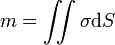 m = ∬ σdS